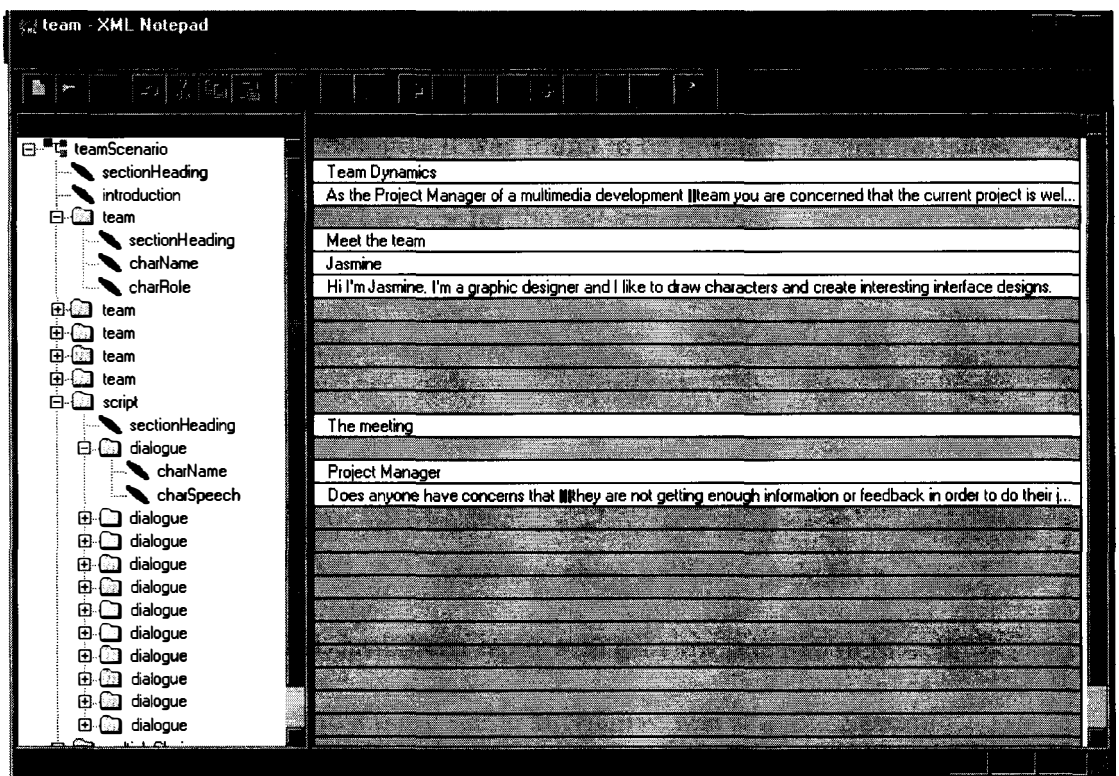 team - XML Notepad
teamScenario
sectionHeading Team Dynamics
introduction As the Project Manager of a multimedia development team you are concerned that the current project is wel...
team
sectionHeading Meet the team
charName Jasmine
charRole Hi I'm Jasmine, I'm a graphic designer and I like to draw characters and create interesting interface designs.
team
team
team
team
script
sectionHeading The meeting
dialogue
charName Project Manager
charSpeech Does anyone have concerns that they are not getting enough information or feedback in order to do their j...
dialogue
dialogue
dialogue
dialogue
dialogue
dialogue
dialogue
dialogue
dialogue
dialogue